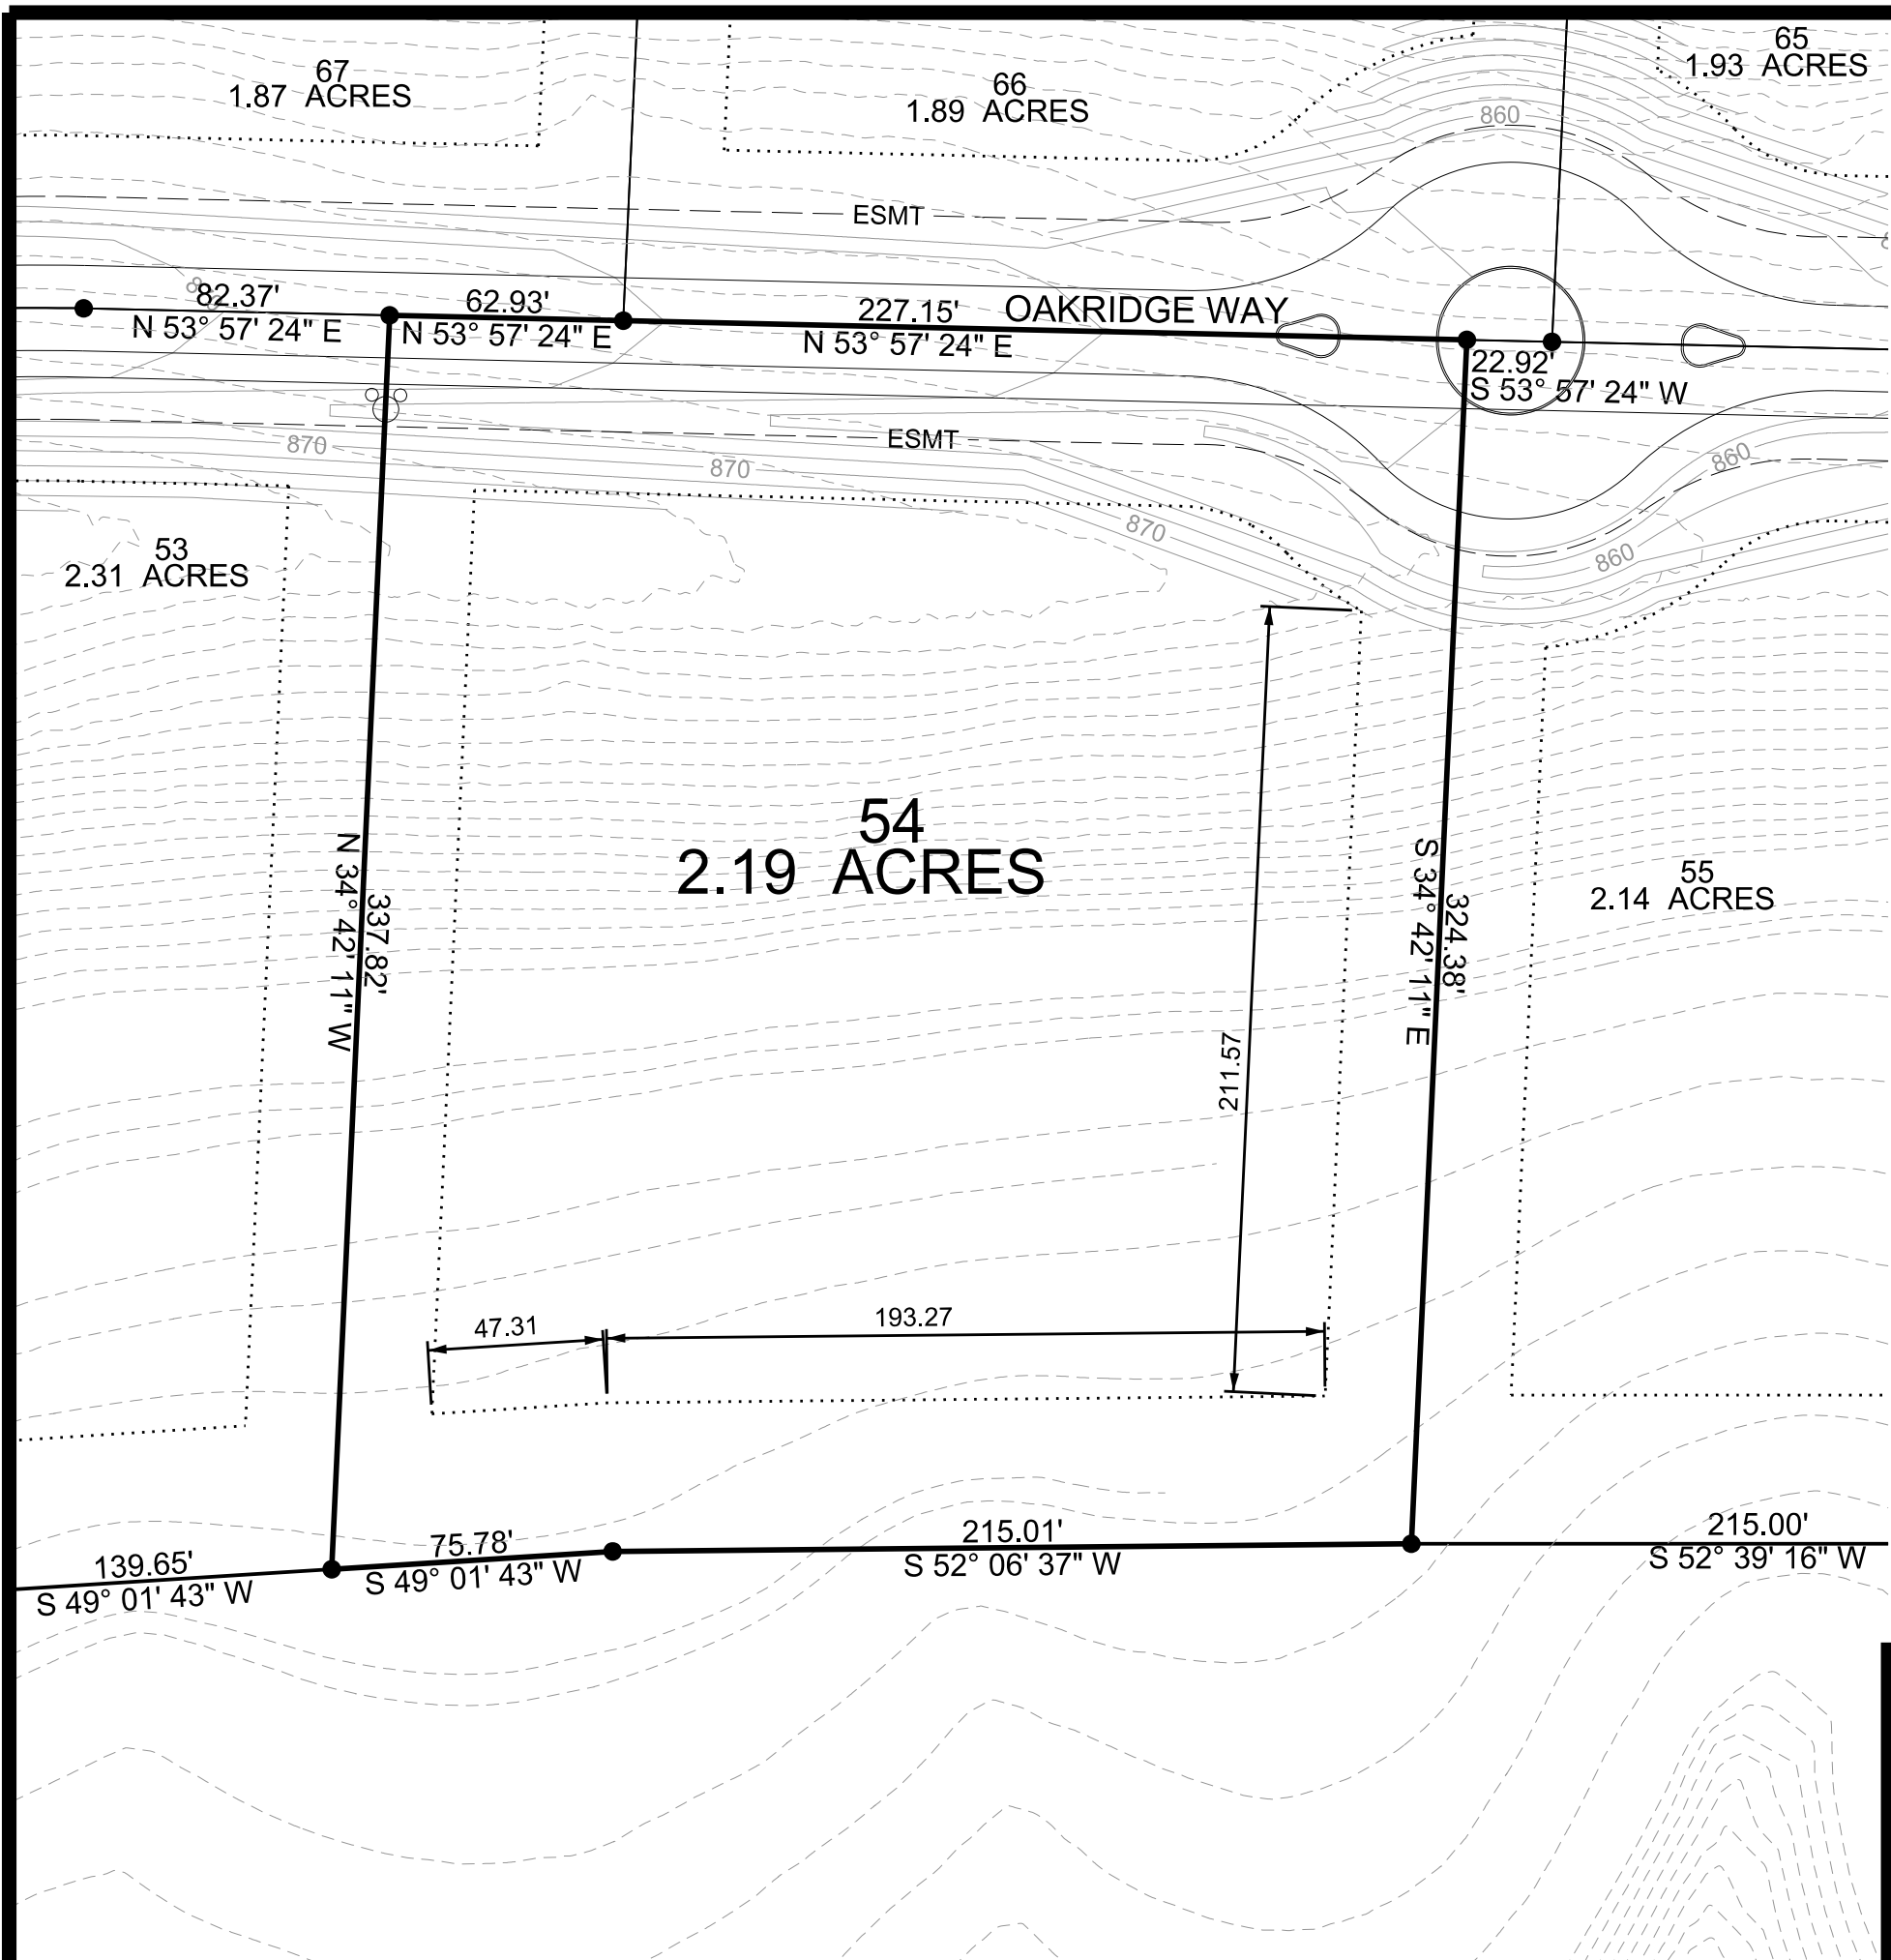 67
1.87 ACRES
66
1.89 ACRES
65
1.93 ACRES
860
ESMT
82.37'
N 53° 57' 24" E
62.93'
N 53° 57' 24" E
227.15'
N 53° 57' 24" E
OAKRIDGE WAY
22.92'
S 53° 57' 24" W
ESMT
870
870
870
860
860
53
2.31 ACRES
54
2.19 ACRES
55
2.14 ACRES
N 34° 42' 11" W
337.82'
S 34° 42' 11" E
324.38'
211.57
47.31
193.27
139.65'
S 49° 01' 43" W
75.78'
S 49° 01' 43" W
215.01'
S 52° 06' 37" W
215.00'
S 52° 39' 16" W